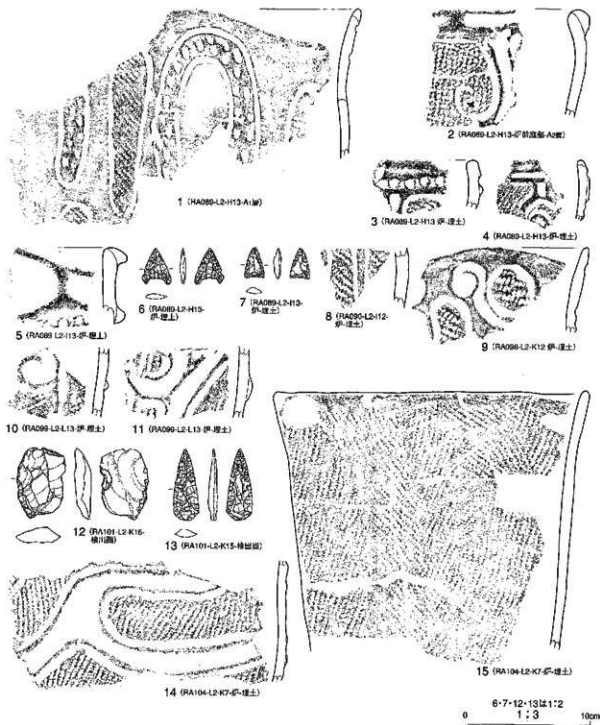 1 (RA089-L2-H13-A₁層)
2 (RA089-L2-H13-炉前庭部-A2層)
3 (RA089-L2-H13 炉-埋土)
4 (RA089-L2-H13-炉-埋土)
5 (RA089 L2-I13-炉-埋土)
6 (RA089-L2-H13-
炉-埋土)
7 (RA089-L2-I13-
炉-埋土)
8 (RA090-L2-I12-
炉-埋土)
9 (RA098-L2-K12 炉-埋土)
10 (RA099-L2-L13-炉-埋土)
11 (RA099-L2-L13 炉-埋土)
12 (RA101-L2-K15-
検出面)
13 (RA101-L2-K15-検出面)
14 (RA104-L2-K7-炉-埋土)
15 (RA104-L2-K7-炉-埋土)
6・7・12・13は1:2
1:3
0 10cm